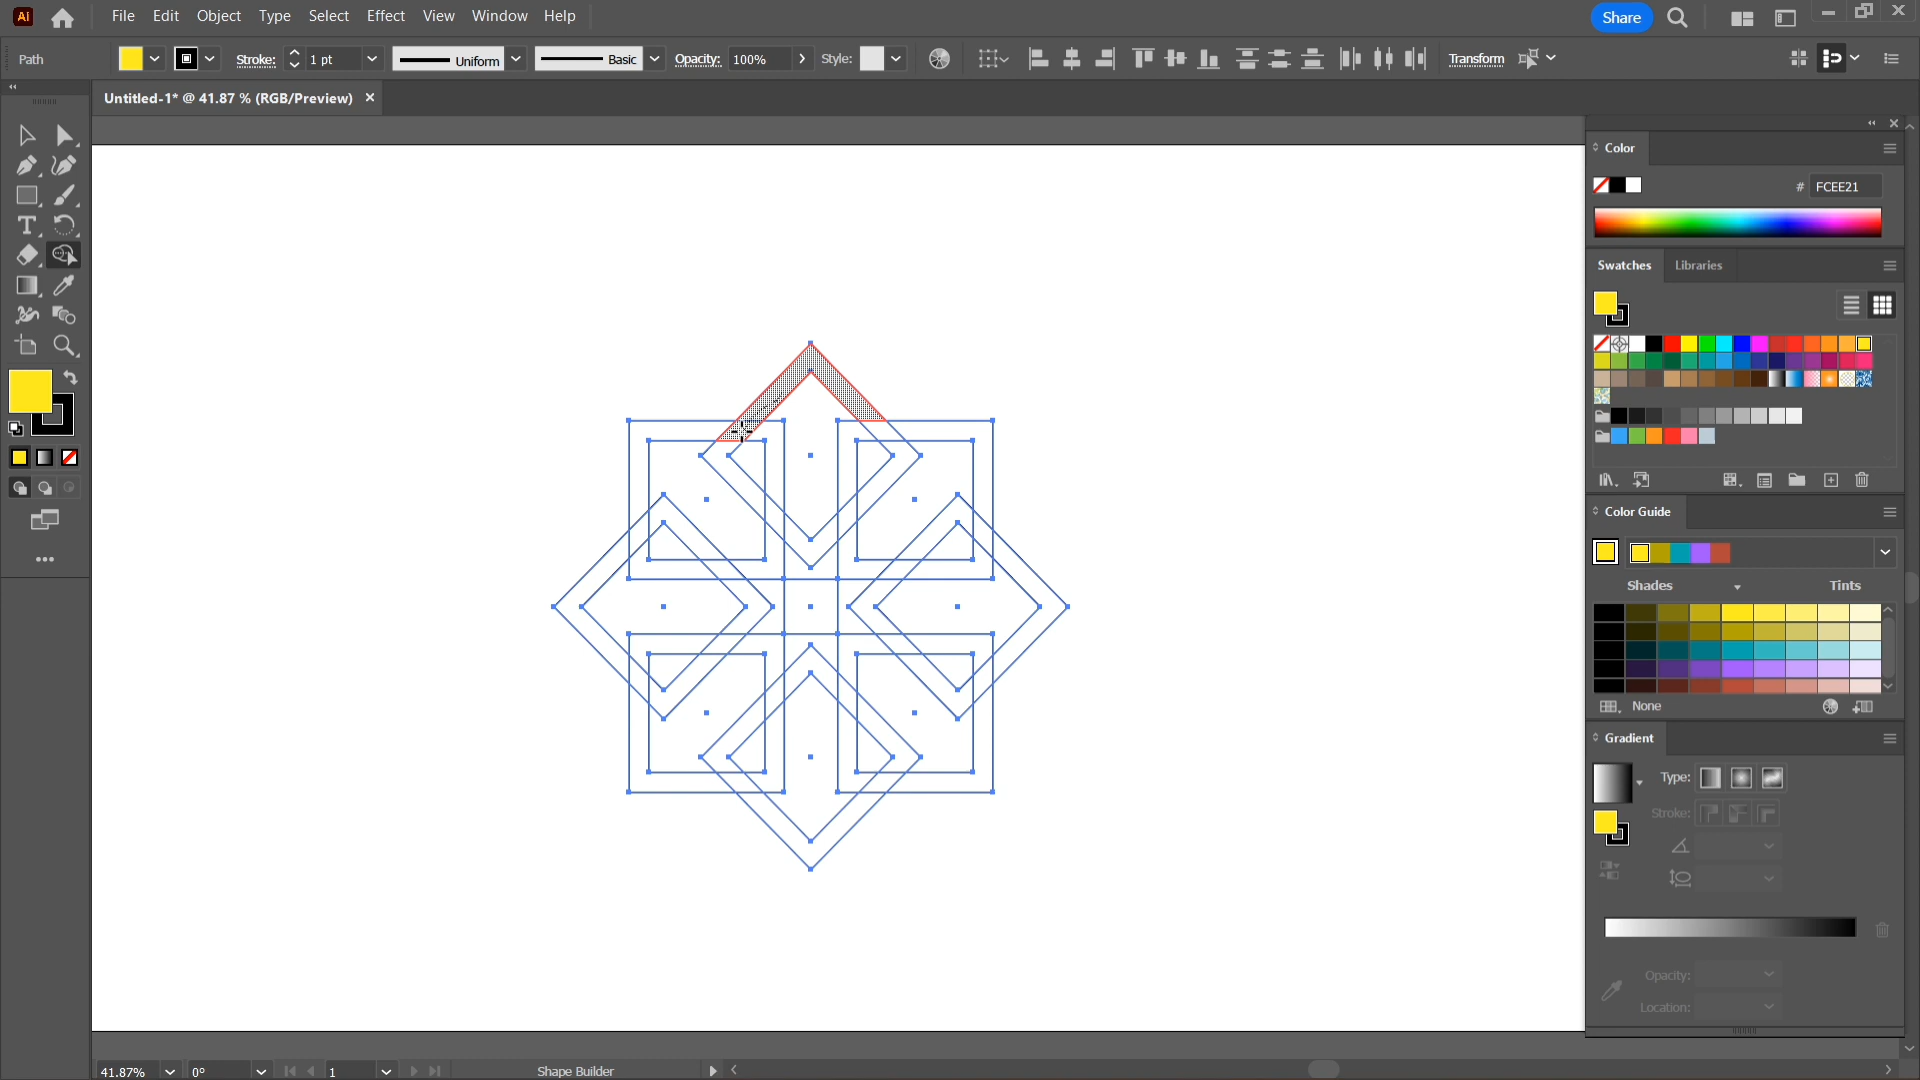 Ai File Edit Object Type Select Effect View Window Help Share
Path Stroke: 1 pt Uniform Basic Opacity: 100% Style: Transform
Untitled-1* @ 41.87 % (RGB/Preview)
Color
# FCEE21
Swatches Libraries
Color Guide
Shades Tints
None
Gradient
Type:
Stroke:
Opacity:
Location:
41.87% 0° 1 Shape Builder